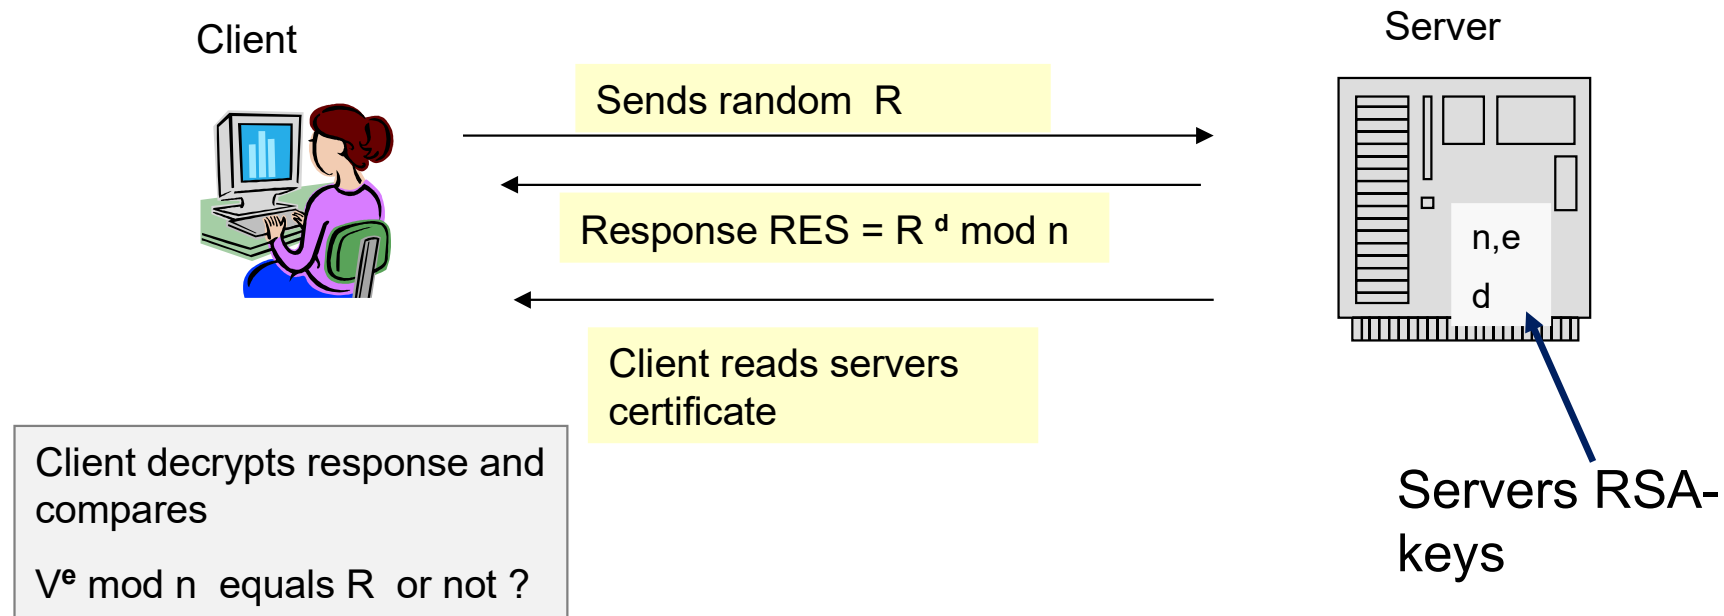 Client
Server
Sends random R
Response RES = R ᵈ mod n
n,e
d
Client reads servers
certificate
Client decrypts response and
compares
Vᵉ mod n equals R or not ?
Servers RSA-
keys